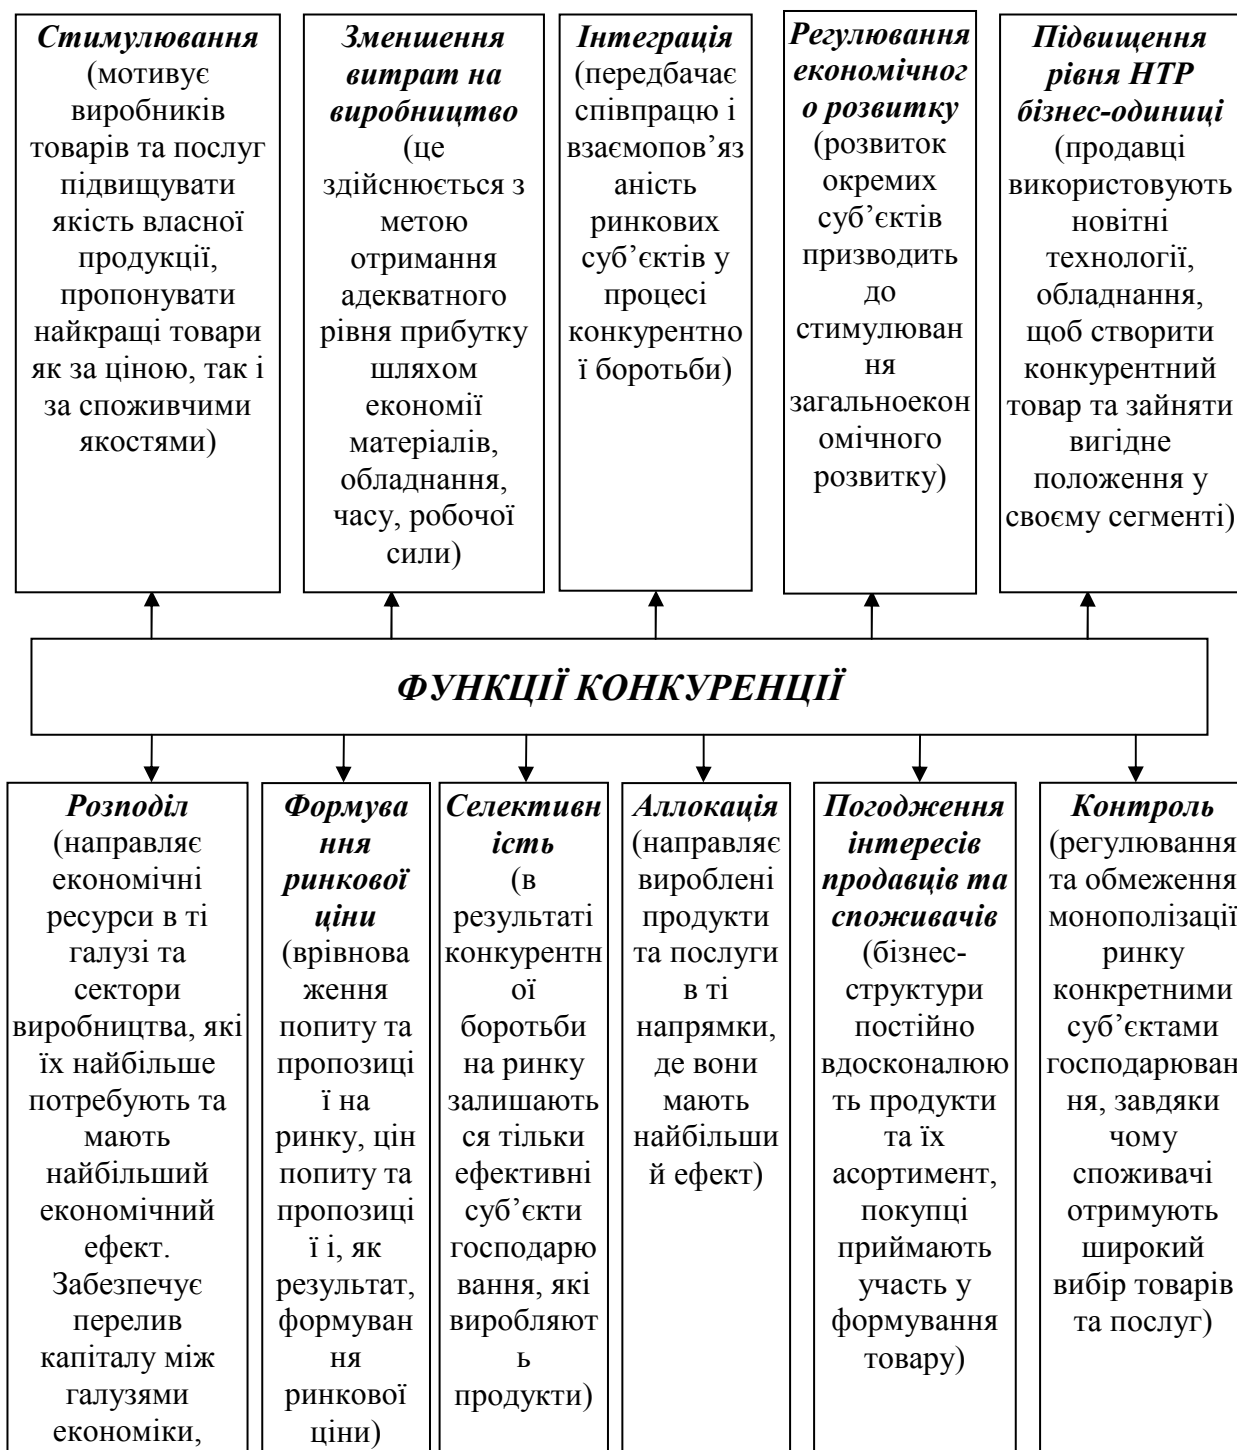 Стимулювання
(мотивує
виробників
товарів та послуг
підвищувати
якість власної
продукції,
пропонувати
найкращі товари
як за ціною, так і
за споживчими
якостями)
Зменшення
витрат на
виробництво
(це
здійснюється з
метою
отримання
адекватного
рівня прибутку
шляхом
економії
матеріалів,
обладнання,
часу, робочої
сили)
Інтеграція
(передбачає
співпрацю і
взаємопов’яз
аність
ринкових
суб’єктів у
процесі
конкурентно
ї боротьби)
Регулювання
економічног
о розвитку
(розвиток
окремих
суб’єктів
призводить
до
стимулюван
ня
загальноекон
омічного
розвитку)
Підвищення
рівня НТР
бізнес-одиниці
(продавці
використовують
новітні
технології,
обладнання,
щоб створити
конкурентний
товар та зайняти
вигідне
положення у
своєму сегменті)
ФУНКЦІЇ КОНКУРЕНЦІЇ
Розподіл
(направляє
економічні
ресурси в ті
галузі та
сектори
виробництва, які
їх найбільше
потребують та
мають
найбільший
економічний
ефект.
Забезпечує
перелив
капіталу між
галузями
економіки,
Формува
ння
ринкової
ціни
(врівнова
ження
попиту та
пропозиці
ї на
ринку, цін
попиту та
пропозиці
ї і, як
результат,
формуван
ня
ринкової
ціни)
Селективн
ість
(в
результаті
конкурентн
ої
боротьби
на ринку
залишають
ся тільки
ефективні
суб’єкти
господарю
вання, які
виробляют
ь
продукти)
Аллокація
(направляє
вироблені
продукти
та послуги
в ті
напрямки,
де вони
мають
найбільши
й ефект)
Погодження
інтересів
продавців та
споживачів
(бізнес-
структури
постійно
вдосконалюю
ть продукти
та їх
асортимент,
покупці
приймають
участь у
формування
товару)
Контроль
(регулювання
та обмеження
монополізації
ринку
конкретними
суб’єктами
господарюван
ня, завдяки
чому
споживачі
отримують
широкий
вибір товарів
та послуг)